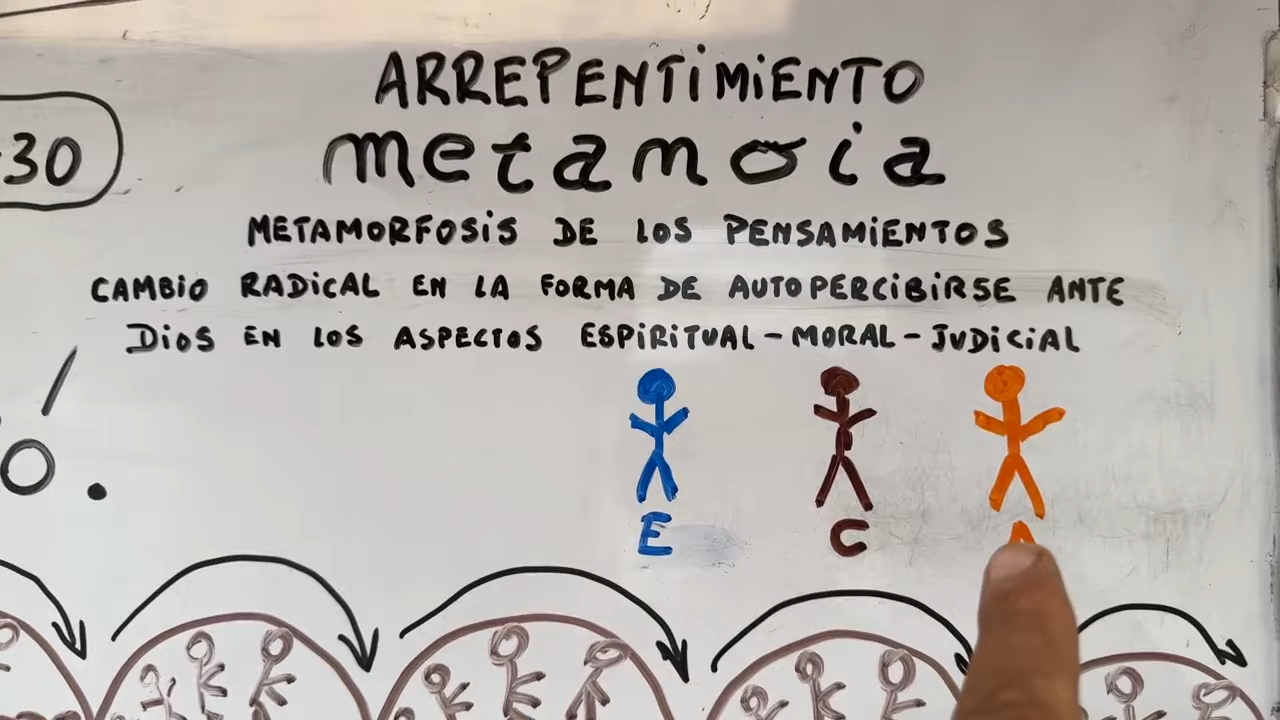 ARREPENTIMIENTO
metanoia
30
METAMORFOSIS DE LOS PENSAMIENTOS
CAMBIO RADICAL EN LA FORMA DE AUTOPERCIBIRSE ANTE
DIOS EN LOS ASPECTOS ESPIRITUAL-MORAL-JUDICIAL
O.
E C A